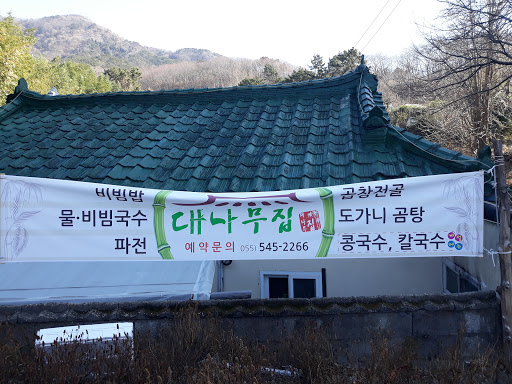 비빔밥
물·비빔국수
파전
대나무집
예약문의 (055) 545-2266
곱창전골
도가니 곰탕
콩국수, 칼국수